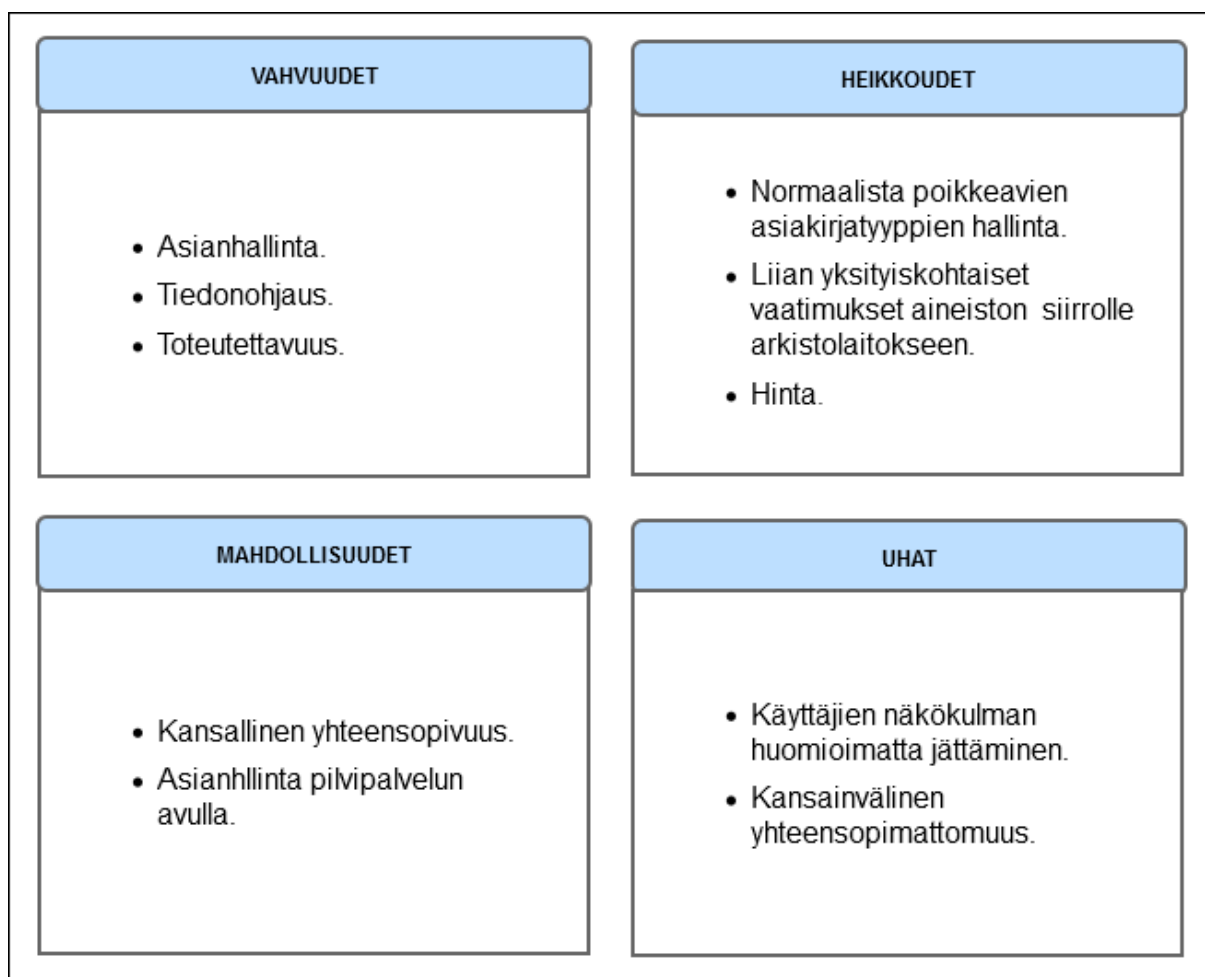 VAHVUUDET
• Asianhallinta.
• Tiedonohjaus.
• Toteutettavuus.
HEIKKOUDET
• Normaalista poikkeavien
asiakirjatyyppien hallinta.
• Liian yksityiskohtaiset
vaatimukset aineiston  siirrolle
arkistolaitokseen.
• Hinta.
MAHDOLLISUUDET
• Kansallinen yhteensopivuus.
• Asianhllinta pilvipalvelun
avulla.
UHAT
• Käyttäjien näkökulman
huomioimatta jättäminen.
• Kansainvälinen
yhteensopimattomuus.